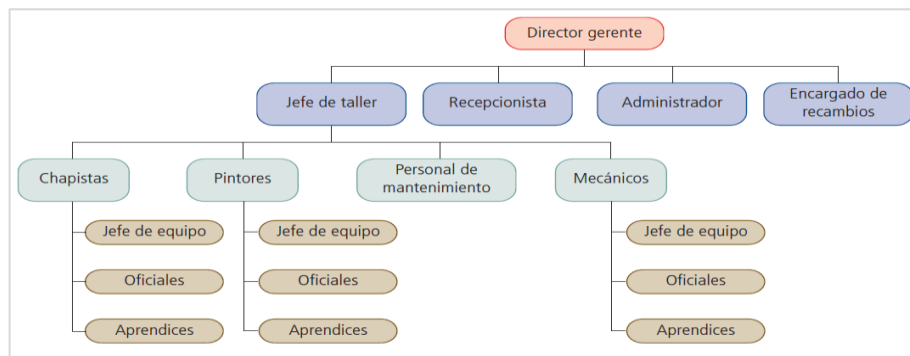 Director gerente
Jefe de taller
Recepcionista
Administrador
Encargado de
recambios
Chapistas
Pintores
Personal de
mantenimiento
Mecánicos
Jefe de equipo
Jefe de equipo
Jefe de equipo
Oficiales
Oficiales
Oficiales
Aprendices
Aprendices
Aprendices